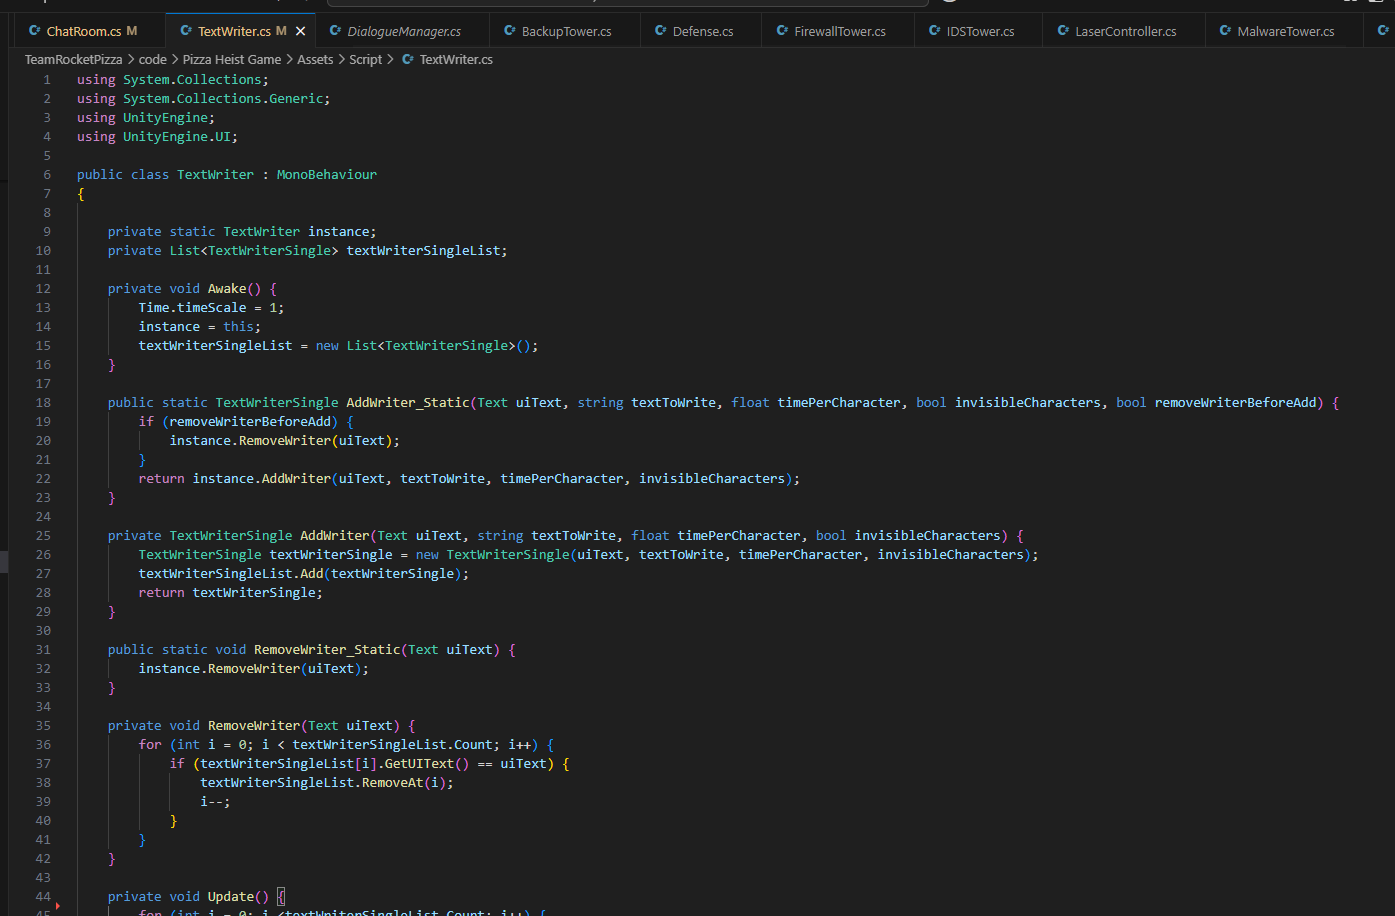 ChatRoom.cs M TextWriter.cs M DialogueManager.cs BackupTower.cs Defense.cs FirewallTower.cs IDSTower.cs LaserController.cs MalwareTower.cs
TeamRocketPizza > code > Pizza Heist Game > Assets > Script > TextWriter.cs
1 using System.Collections;
2 using System.Collections.Generic;
3 using UnityEngine;
4 using UnityEngine.UI;
5
6 public class TextWriter : MonoBehaviour
7 {
8
9 private static TextWriter instance;
10 private List<TextWriterSingle> textWriterSingleList;
11
12 private void Awake() {
13 Time.timeScale = 1;
14 instance = this;
15 textWriterSingleList = new List<TextWriterSingle>();
16 }
17
18 public static TextWriterSingle AddWriter_Static(Text uiText, string textToWrite, float timePerCharacter, bool invisibleCharacters, bool removeWriterBeforeAdd) {
19 if (removeWriterBeforeAdd) {
20 instance.RemoveWriter(uiText);
21 }
22 return instance.AddWriter(uiText, textToWrite, timePerCharacter, invisibleCharacters);
23 }
24
25 private TextWriterSingle AddWriter(Text uiText, string textToWrite, float timePerCharacter, bool invisibleCharacters) {
26 TextWriterSingle textWriterSingle = new TextWriterSingle(uiText, textToWrite, timePerCharacter, invisibleCharacters);
27 textWriterSingleList.Add(textWriterSingle);
28 return textWriterSingle;
29 }
30
31 public static void RemoveWriter_Static(Text uiText) {
32 instance.RemoveWriter(uiText);
33 }
34
35 private void RemoveWriter(Text uiText) {
36 for (int i = 0; i < textWriterSingleList.Count; i++) {
37 if (textWriterSingleList[i].GetUIText() == uiText) {
38 textWriterSingleList.RemoveAt(i);
39 i--;
40 }
41 }
42 }
43
44 private void Update() {
45 for (int i = 0; i <textWriterSingleList.Count; i++) {